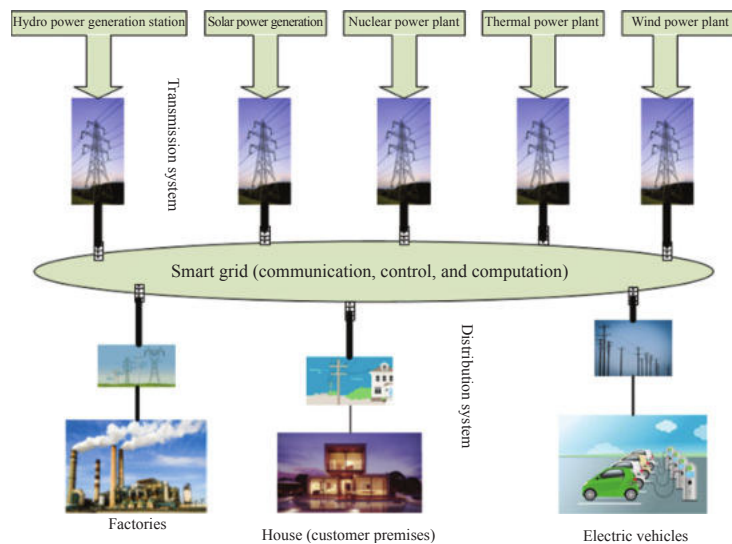 Hydro power generation station
Solar power generation
Nuclear power plant
Thermal power plant
Wind power plant
Transmission system
Smart grid (communication, control, and computation)
Distribution system
Factories
House (customer premises)
Electric vehicles